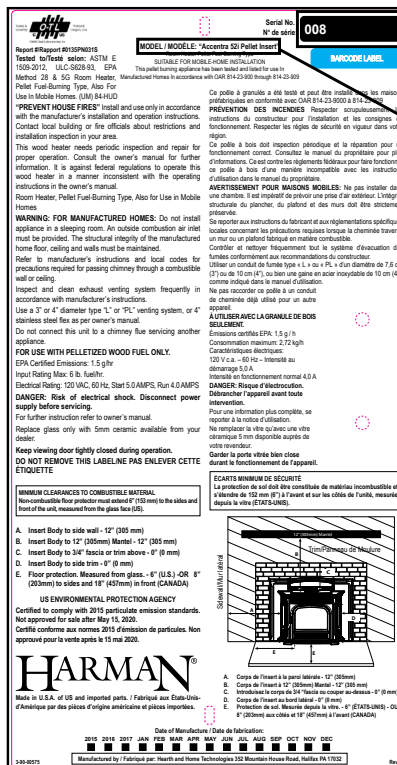 Serial No.
N° de série
008
BARCODE LABEL
MODEL / MODÈLE: "Accentra 52i Pellet Insert"
Room Heater Pellet Fuel Burning Type
SUITABLE FOR MOBILE-HOME INSTALLATION
This pellet burning appliance has been tested and listed for use In
Manufactured Homes In accordance with OAR 814-23-900 through 814-23-909
Report #/Rapport #0135PN031S
Tested to/Testé selon: ASTM E
1509-2012, ULC-S628-93, EPA
Method 28 & 5G Room Heater,
Pellet Fuel-Burning Type, Also For
Use In Mobile Homes. (UM) 84-HUD
"PREVENT HOUSE FIRES" Install and use only in accordance
with the manufacturer's installation and operation instructions.
Contact local building or fire officials about restrictions and
installation inspection in your area.
This wood heater needs periodic inspection and repair for
proper operation. Consult the owner's manual for further
information. It is against federal regulations to operate this
wood heater in a manner inconsistent with the operating
instructions in the owner's manual.
Room Heater, Pellet Fuel-Burning Type, Also for Use in Mobile
Homes
WARNING: FOR MANUFACTURED HOMES: Do not install
appliance in a sleeping room. An outside combustion air inlet
must be provided. The structural integrity of the manufactured
home floor, ceiling and walls must be maintained.
Refer to manufacturer's instructions and local codes for
precautions required for passing chimney through a combustible
wall or ceiling.
Inspect and clean exhaust venting system frequently in
accordance with manufacturer's instructions.
Use a 3" or 4" diameter type "L" or "PL" venting system, or 4"
stainless steel flex as per owner's manual.
Do not connect this unit to a chimney flue servicing another
appliance.
FOR USE WITH PELLETIZED WOOD FUEL ONLY.
EPA Certified Emissions: 1.5 g/hr
Input Rating Max: 6 lb. fuel/hr.
Electrical Rating: 120 VAC, 60 Hz, Start 5.0 AMPS, Run 4.0 AMPS
DANGER: Risk of electrical shock. Disconnect power
supply before servicing.
For further instruction refer to owner's manual.
Replace glass only with 5mm ceramic available from your
dealer.
Keep viewing door tightly closed during operation.
DO NOT REMOVE THIS LABEL/NE PAS ENLEVER CETTE
ÉTIQUETTE
Ce poêle à granulés a été testé et peut être installé dans les maisons
préfabriquées en conformité avec OAR 814-23-9000 à 814-23-909
PRÉVENTION DES INCENDIES Respecter scrupuleusement
instructions du constructeur pour l'installation et les consignes
fonctionnement. Respecter les règles de sécurité en vigueur dans vot
région.
Ce poêle à bois doit inspection périodique et la réparation pour
fonctionnement correct. Consultez le manuel du propriétaire pour pl
d'informations. Ce est contre les règlements fédéraux pour faire fonction
ce poêle à bois d'une manière incompatible avec les instructio
d'utilisation dans le manuel du propriétaire.
AVERTISSEMENT POUR MAISONS MOBILES: Ne pas installer da
une chambre. Il est impératif de prévoir une prise d'air extérieur. L'intégr
structurale du plancher, du plafond et des murs doit être strictem
préservée.
Se reporter aux instructions du fabricant et aux réglementations spécifiqu
locales concernant les précautions requises lorsque la cheminée traver
un mur ou un plafond fabriqué en matière combustible.
Contrôler et nettoyer fréquemment tout le système d'évacuation d
fumées conformément aux recommandations du constructeur.
Utiliser un conduit de fumée type « L » ou « PL » d'un diamètre de 7,6 c
(3") ou de 10 cm (4"), ou bien une gaine en acier inoxydable de 10 cm (4
comme indiqué dans le manuel d'utilisation.
Ne pas raccorder ce poêle à un conduit
de cheminée déjà utilisé pour un autre
appareil.
À UTILISER AVEC LA GRANULE DE BOIS
SEULEMENT.
Émissions certifiés EPA: 1,5 g / h
Consommation maximum: 2,72 kg/h
Caractéristiques électriques:
120 V c.a. – 60 Hz – Intensité au
démarrage 5,0 A
Intensité en fonctionnement normal 4,0 A
DANGER: Risque d'électrocution.
Débrancher l'appareil avant toute
intervention.
Pour une information plus complète, se
reporter à la notice d'utilisation.
Ne remplacer la vitre qu'avec une vitre
céramique 5 mm disponible auprès de
votre revendeur.
Garder la porte vitrée bien close
durant le fonctionnement de l'appareil.
MINIMUM CLEARANCES TO COMBUSTIBLE MATERIAL
Non-combustible floor protector must extend 6" (153 mm) to the sides and
front of the unit, measured from the glass face (US).
A. Insert Body to side wall - 12" (305 mm)
B. Insert Body to 12" (305mm) Mantel - 12" (305 mm)
C. Insert Body to 3/4" fascia or trim above - 0" (0 mm)
D. Insert Body to side trim - 0" (0 mm)
E. Floor protection. Measured from glass. - 6" (U.S.) -OR 8"
(203mm) to sides and 18" (457mm) in front (CANADA)
US ENVIRONMENTAL PROTECTION AGENCY
Certified to comply with 2015 particulate emission standards.
Not approved for sale after May 15, 2020.
Certifié conforme aux normes 2015 d'émission de particules. Non
approuvé pour la vente après le 15 mai 2020.
HARMAN®
Made in U.S.A. of US and imported parts. / Fabriqué aux États-Unis-
d'Amérique par des pièces d'origine américaine et pièces importées.
ÉCARTS MINIMUM DE SÉCURITÉ
La protection de sol doit être constituée de matériau incombustible et
s'étendre de 152 mm (6") à l'avant et sur les côtés de l'unité, mesurée
depuis la vitre (ÉTATS-UNIS).
12" (305mm) Mantel
Trim/Panneau de Moulure
Sidewall/Mur latéral
A
B
C
D
E
E
A. Corps de l'insert à la paroi latérale - 12" (305mm)
B. Corps de l'insert à 12" (305mm) Mantel - 12" (305 mm)
C. Introduisez le corps de 3/4 "fascia ou couper au-dessus - 0" (0 mm)
D. Corps de l'insert au bord latéral - 0" (0 mm)
E. Protection de sol. Mesurée depuis la vitre. - 6" (ÉTATS-UNIS) - OU
8" (203mm) aux côtés et 18" (457mm) à l'avant (CANADA)
Date of Manufacture / Date de fabrication:
2015 2016 2017 JAN FEB MAR APR MAY JUN JUL AUG SEP OCT NOV DEC
Manufactured by / Fabriqué par: Hearth and Home Technologies 352 Mountain House Road, Halifax PA 17032
3-90-00575
Rev